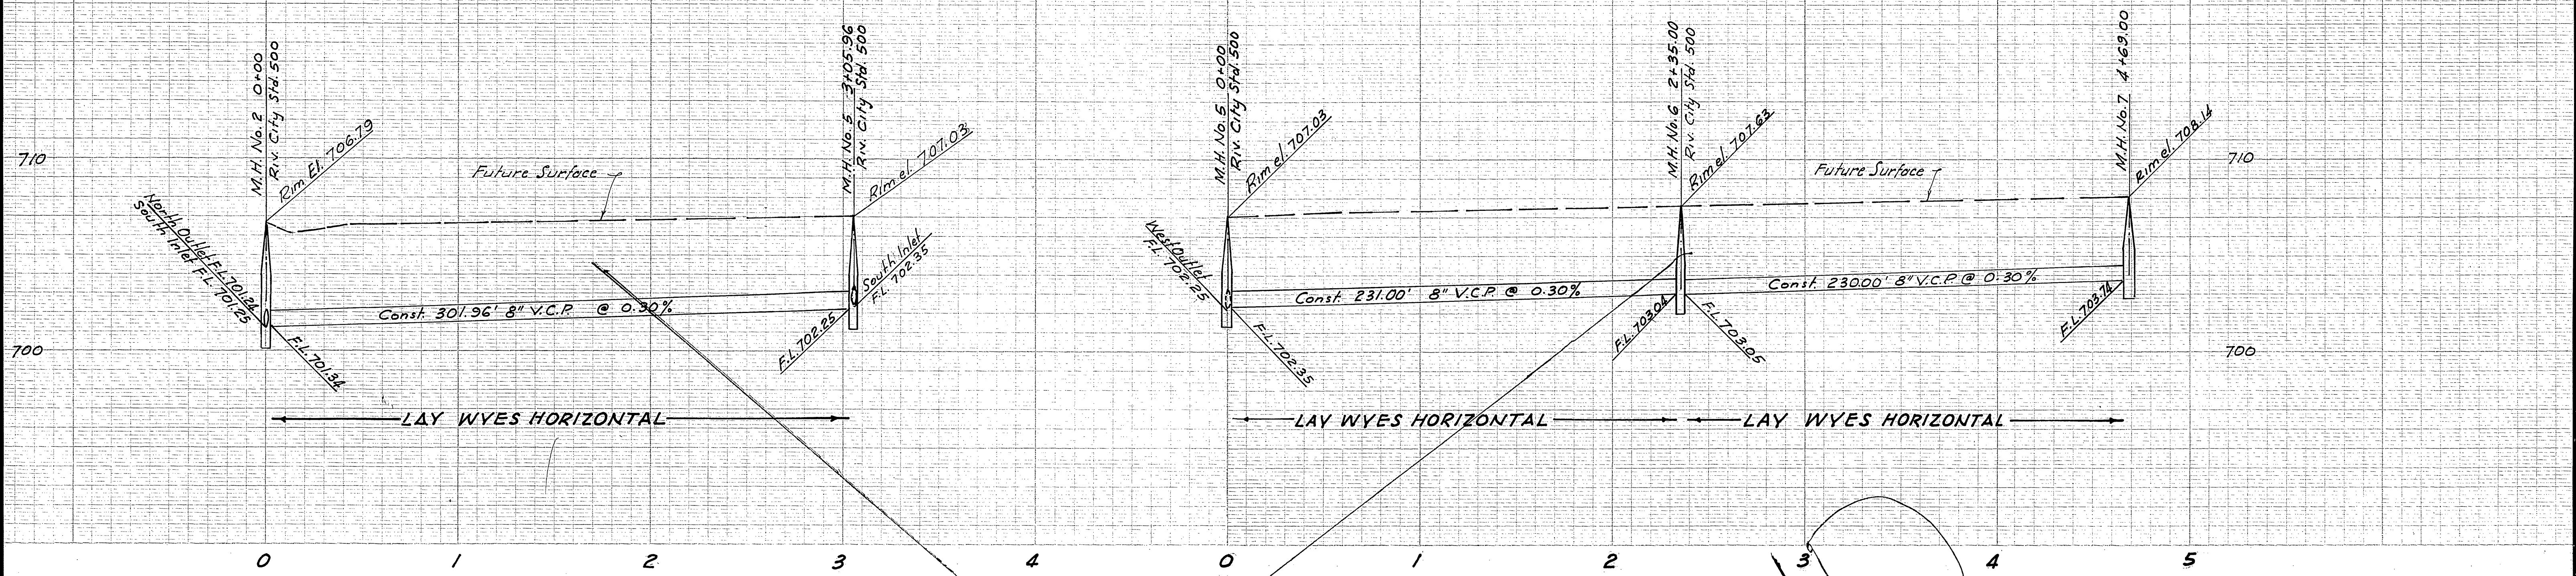 M.H. No. 2 0+00
Riv. City Std. 500
Rim El. 706.79
710
North Outlet F.L. 701.24
South Inlet F.L. 701.25
Future Surface
Const. 301.96' 8" V.C.P. @ 0.30%
700
F.L. 701.34
LAY WYES HORIZONTAL
M.H. No. 5 3+05.96
Riv. City Std. 500
Rim el. 707.03
South Inlet
F.L. 702.35
F.L. 702.25
M.H. No. 5 0+00
Riv. City Std. 500
Rim el. 707.03
West Outlet
F.L. 702.25
Const. 231.00' 8" V.C.P. @ 0.30%
F.L. 702.35
LAY WYES HORIZONTAL
M.H. No. 6 2+35.00
Riv. City Std. 500
Rim el. 707.63
Future Surface
Const. 230.00' 8" V.C.P. @ 0.30%
F.L. 703.04
F.L. 703.05
LAY WYES HORIZONTAL
M.H. No. 7 4+69.00
Rim el. 708.14
F.L. 703.74
710
700
0 1 2 3 4 0 1 2 3 4 5